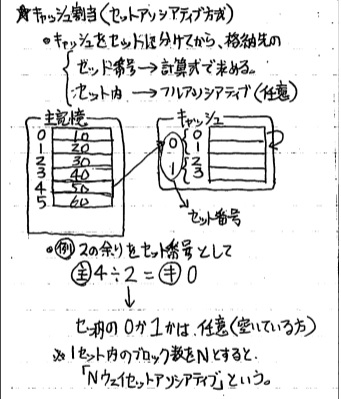 ★キャッシュ割当(セットアソシアティブ方式)
・キャッシュをセットに分けてから、格納先の
セット番号→計算式で求める。
セット内→フルアソシアティブ(任意)
主記憶 キャッシュ
0 10
1 20
2 30
3 40
4 50
5 60
0
1
0
1
2
3
セット番号
・例 2の余りをセット番号として
主4÷2=キ0
↓
セット内の0か1かは、任意(空いている方)
※1セット内のブロック数をNとすると、
「Nウェイセットアソシアティブ」という。